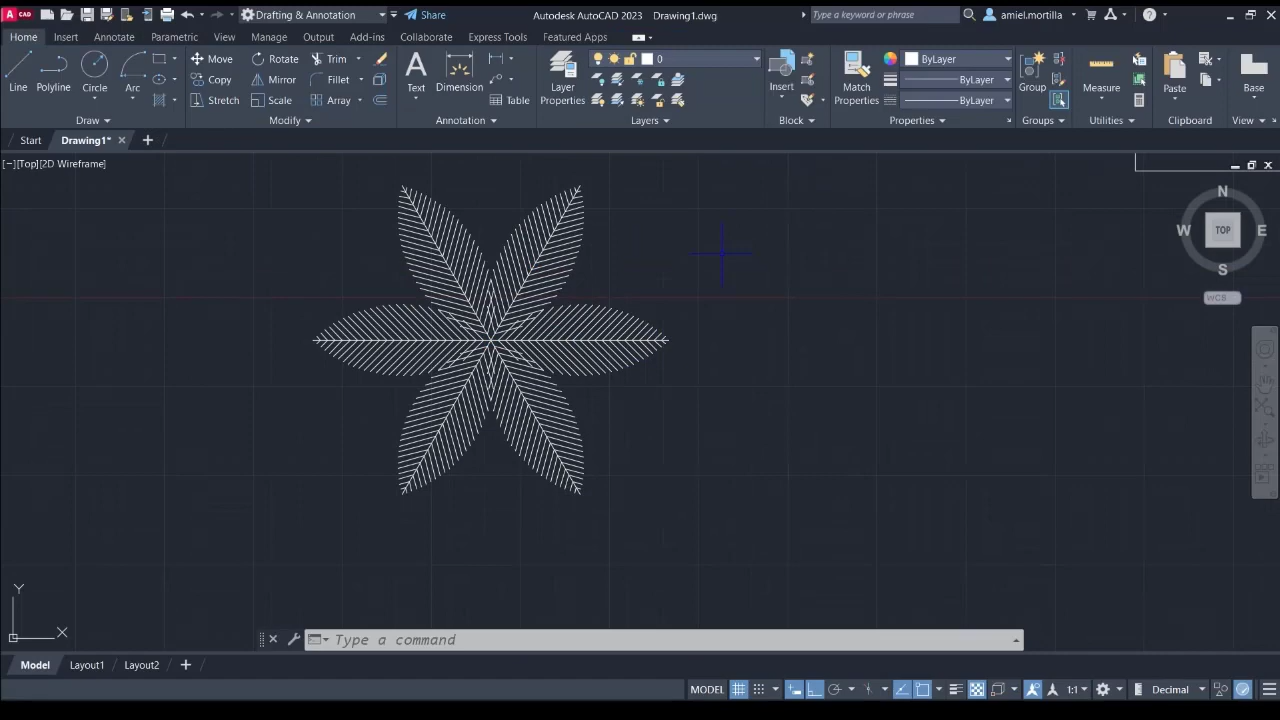 A CAD
Drafting & Annotation
Share
Autodesk AutoCAD 2023 Drawing1.dwg
Type a keyword or phrase
amiel.mortilla
Home Insert Annotate Parametric View Manage Output Add-ins Collaborate Express Tools Featured Apps
Line Polyline Circle Arc
Move Rotate Trim
Copy Mirror Fillet
Stretch Scale Array
Text Dimension Table
Layer Properties
0
Insert
Match Properties
ByLayer
ByLayer
ByLayer
Group
Measure
Paste
Base
Draw Modify Annotation Layers Block Properties Groups Utilities Clipboard View
Start Drawing1*
[−][Top][2D Wireframe]
N
W TOP E
S
WCS
Y
X
Type a command
Model Layout1 Layout2
MODEL 1:1 Decimal